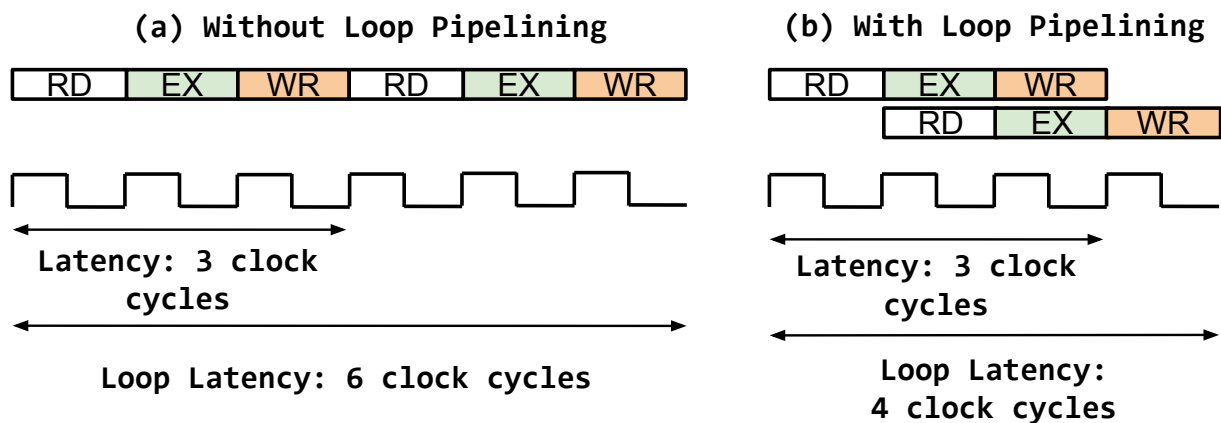 (a) Without Loop Pipelining
RD EX WR RD EX WR
Latency: 3 clock
cycles
Loop Latency: 6 clock cycles
(b) With Loop Pipelining
RD EX WR
RD EX WR
Latency: 3 clock
cycles
Loop Latency:
4 clock cycles